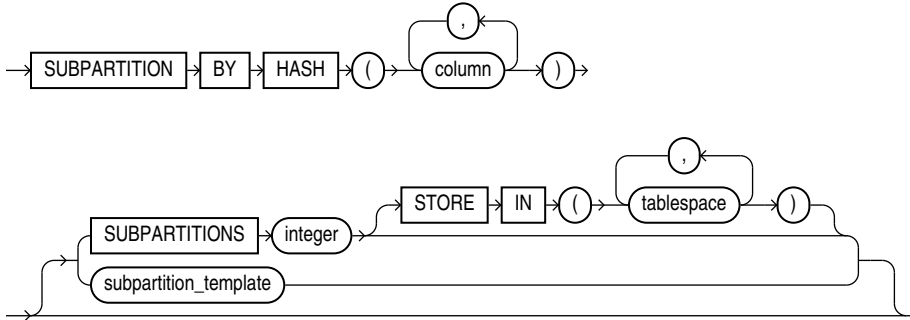 ,
SUBPARTITION BY HASH ( column )
,
STORE IN ( tablespace )
SUBPARTITIONS integer
subpartition_template